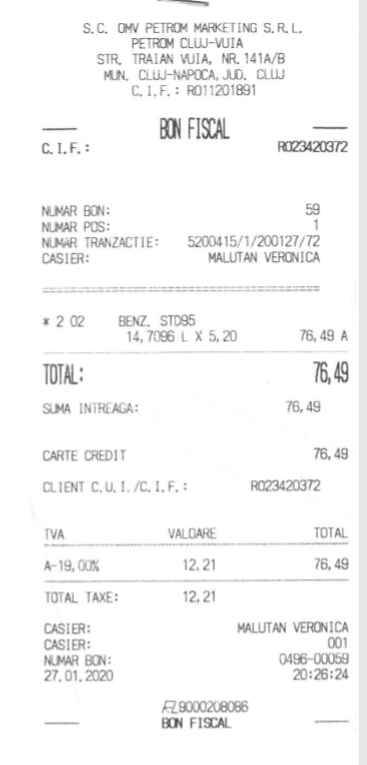 S.C. OMV PETROM MARKETING S.R.L.
PETROM CLUJ-VUIA
STR. TRAIAN VUIA, NR.141A/B
MUN. CLUJ-NAPOCA,JUD. CLUJ
C.I.F.: RO11201891
BON FISCAL
C.I.F.: RO23420372
NUMAR BON: 59
NUMAR POS: 1
NUMAR TRANZACTIE: 5200415/1/200127/72
CASIER: MALUTAN VERONICA
* 2 02 BENZ. STD95
14,7096 L X 5,20 76,49 A
TOTAL: 76,49
SUMA INTREAGA: 76,49
CARTE CREDIT 76,49
CLIENT C.U.I./C.I.F.: RO23420372
TVA VALOARE TOTAL
A-19,00% 12,21 76,49
TOTAL TAXE: 12,21
CASIER: MALUTAN VERONICA
CASIER: 001
NUMAR BON: 0496-00059
27.01.2020 20:26:24
9000208086
BON FISCAL